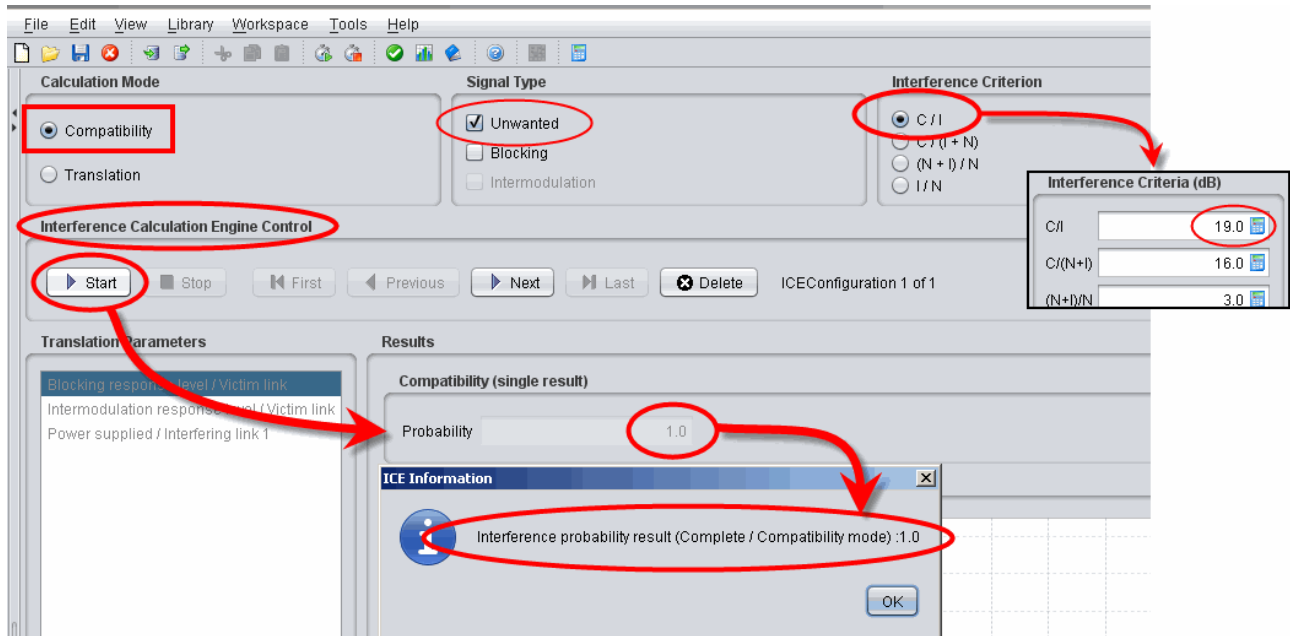 File Edit View Library Workspace Tools Help
Calculation Mode
Compatibility
Translation
Signal Type
Unwanted
Blocking
Intermodulation
Interference Criterion
C / I
C / (I + N)
(N + I) / N
I / N
Interference Criteria (dB)
C/I 19.0
C/(N+I) 16.0
(N+I)/N 3.0
Interference Calculation Engine Control
Start Stop First Previous Next Last Delete ICEConfiguration 1 of 1
Translation Parameters
Blocking response level / Victim link
Intermodulation response level / Victim link
Power supplied / Interfering link 1
Results
Compatibility (single result)
Probability 1.0
ICE Information
Interference probability result (Complete / Compatibility mode) :1.0
OK